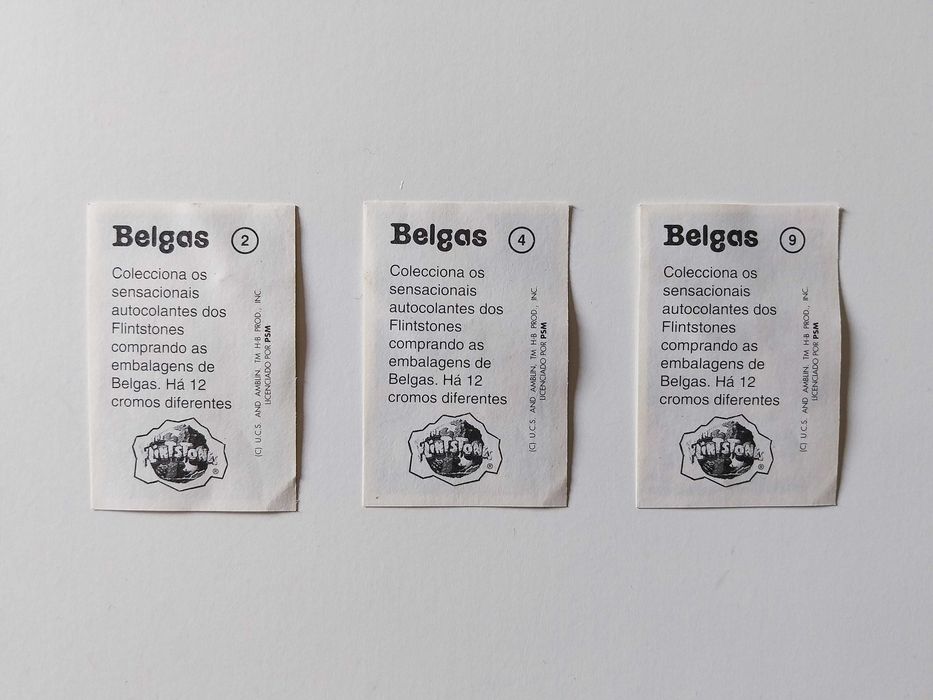 Belgas 2
Colecciona os
sensacionais
autocolantes dos
Flintstones
comprando as
embalagens de
Belgas. Há 12
cromos diferentes
(C) U.C.S. AND AMBLIN. TM H-B PROD., INC.
LICENCIADO POR PSM
THE
FLINTSTONES
®
Belgas 4
Colecciona os
sensacionais
autocolantes dos
Flintstones
comprando as
embalagens de
Belgas. Há 12
cromos diferentes
(C) U.C.S. AND AMBLIN. TM H-B PROD., INC.
LICENCIADO POR PSM
THE
FLINTSTONES
®
Belgas 9
Colecciona os
sensacionais
autocolantes dos
Flintstones
comprando as
embalagens de
Belgas. Há 12
cromos diferentes
(C) U.C.S. AND AMBLIN. TM H-B PROD., INC.
LICENCIADO POR PSM
THE
FLINTSTONES
®